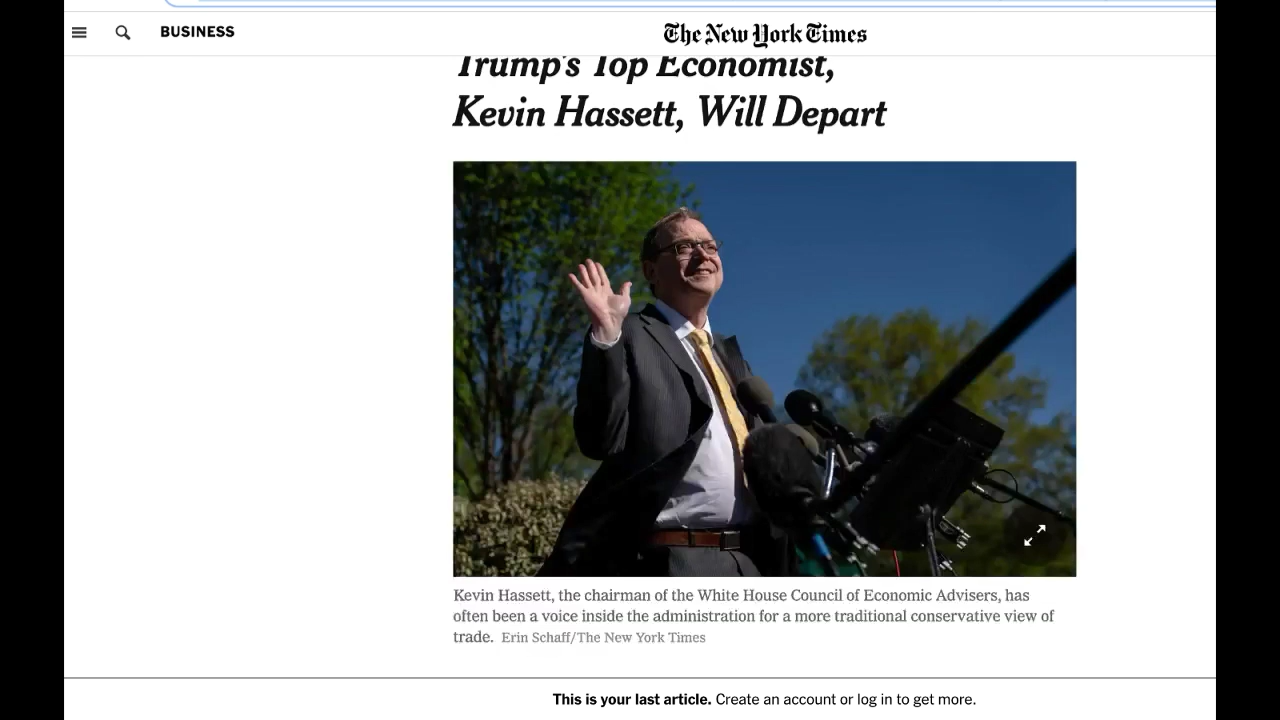 BUSINESS
The New York Times
Trump's Top Economist,
Kevin Hassett, Will Depart
Kevin Hassett, the chairman of the White House Council of Economic Advisers, has
often been a voice inside the administration for a more traditional conservative view of
trade. Erin Schaff/The New York Times
This is your last article. Create an account or log in to get more.